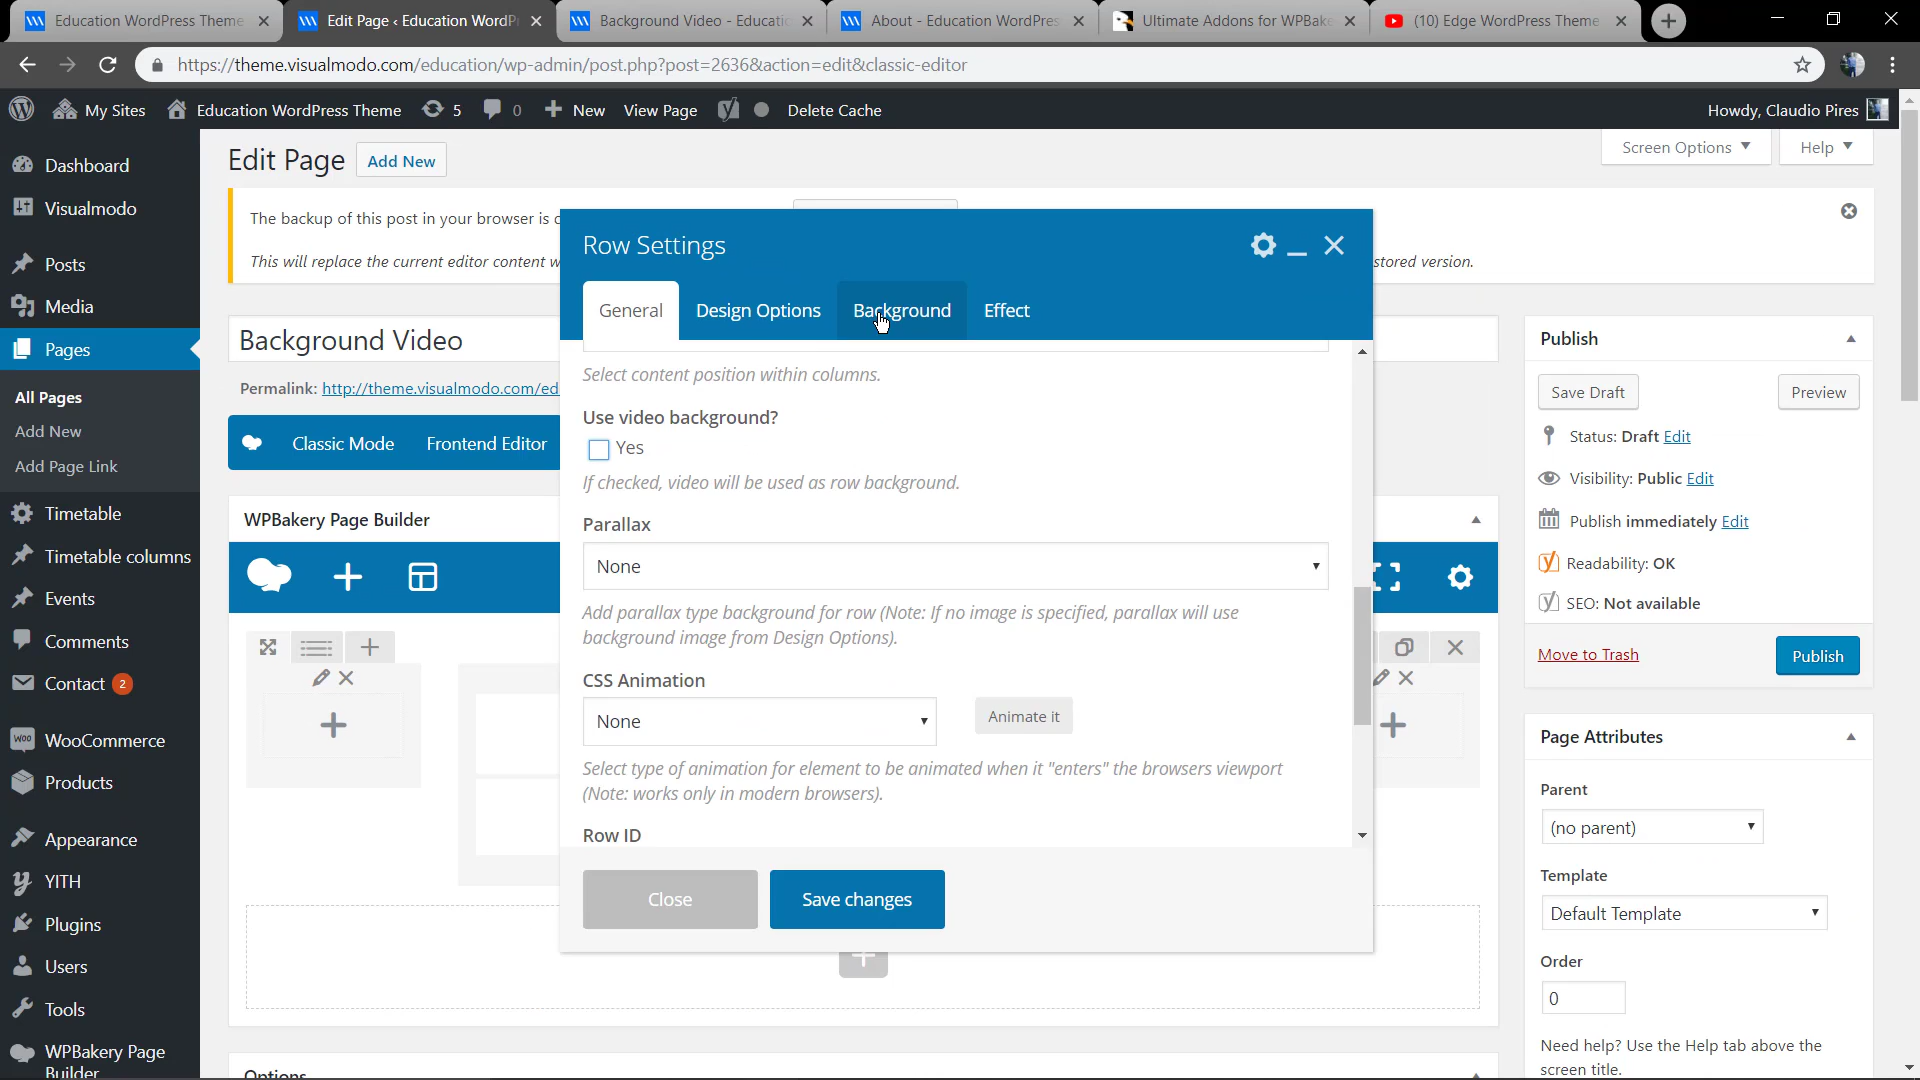 Education WordPress Theme
Edit Page ‹ Education WordP
Background Video - Educati
About - Education WordPres
Ultimate Addons for WPBake
(10) Edge WordPress Theme
https://theme.visualmodo.com/education/wp-admin/post.php?post=2636&action=edit&classic-editor
My Sites
Education WordPress Theme
5
0
New
View Page
Delete Cache
Howdy, Claudio Pires
Dashboard
Visualmodo
Posts
Media
Pages
All Pages
Add New
Add Page Link
Timetable
Timetable columns
Events
Comments
Contact 2
WooCommerce
Products
Appearance
YITH
Plugins
Users
Tools
WPBakery Page
Builder
Edit Page
Add New
Screen Options
Help
The backup of this post in your browser is
This will replace the current editor content w
stored version.
Background Video
Permalink: http://theme.visualmodo.com/ed
Classic Mode
Frontend Editor
WPBakery Page Builder
Options
Row Settings
General
Design Options
Background
Effect
Select content position within columns.
Use video background?
Yes
If checked, video will be used as row background.
Parallax
None
Add parallax type background for row (Note: If no image is specified, parallax will use
background image from Design Options).
CSS Animation
None
Animate it
Select type of animation for element to be animated when it "enters" the browsers viewport
(Note: works only in modern browsers).
Row ID
Close
Save changes
Publish
Save Draft
Preview
Status: Draft Edit
Visibility: Public Edit
Publish immediately Edit
Readability: OK
SEO: Not available
Move to Trash
Publish
Page Attributes
Parent
(no parent)
Template
Default Template
Order
0
Need help? Use the Help tab above the
screen title.